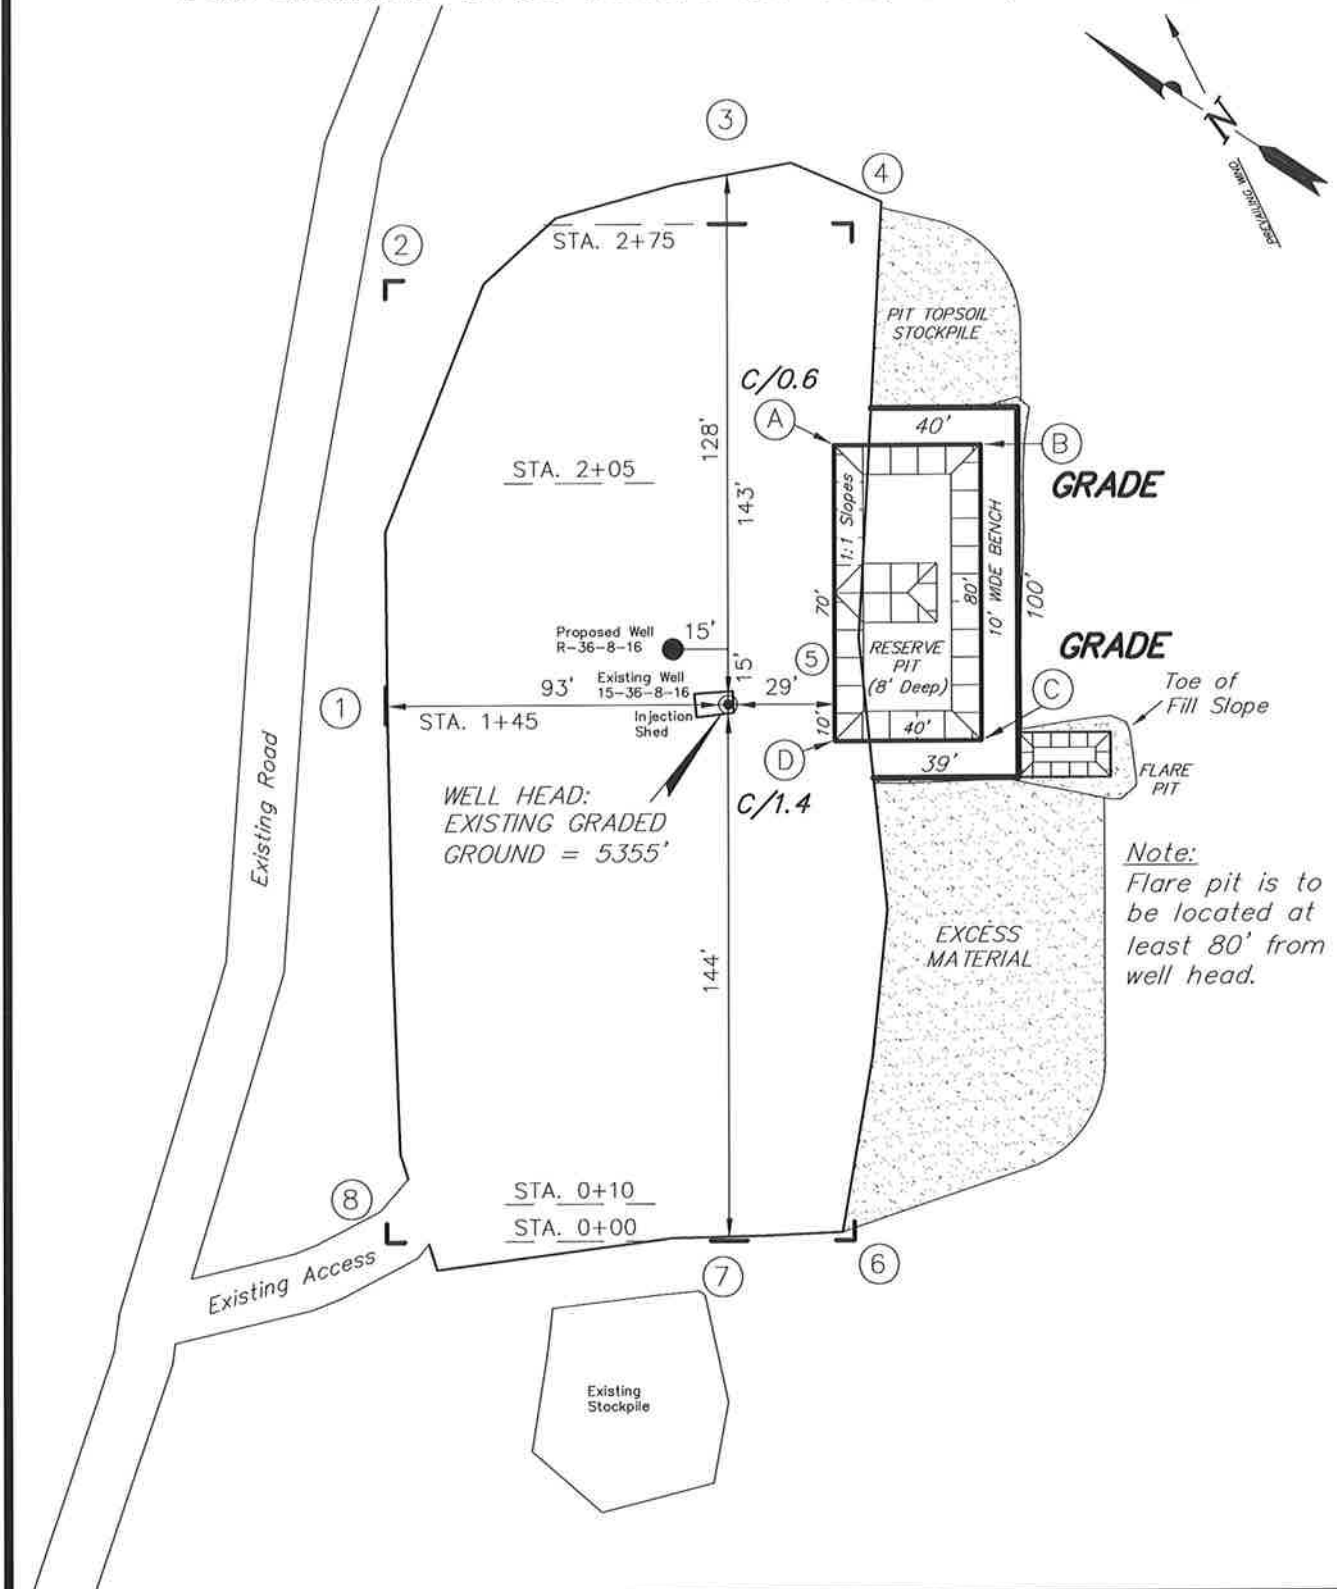 N
PREVAILING WIND
3
4
2
STA. 2+75
PIT TOPSOIL
STOCKPILE
C/0.6
A
40'
B
128'
STA. 2+05
GRADE
143'
1:1 Slopes
10' WIDE BENCH
70'
80'
100'
Proposed Well
R-36-8-16
15'
GRADE
RESERVE
PIT
(8' Deep)
5
15'
93'
Existing Well
15-36-8-16
29'
C
Toe of
Fill Slope
1
STA. 1+45
Injection
Shed
10'
40'
D
39'
FLARE
PIT
Existing Road
WELL HEAD:
EXISTING GRADED
GROUND = 5355'
C/1.4
Note:
Flare pit is to
be located at
least 80' from
well head.
EXCESS
MATERIAL
144'
8
STA. 0+10
STA. 0+00
Existing Access
7
6
Existing
Stockpile